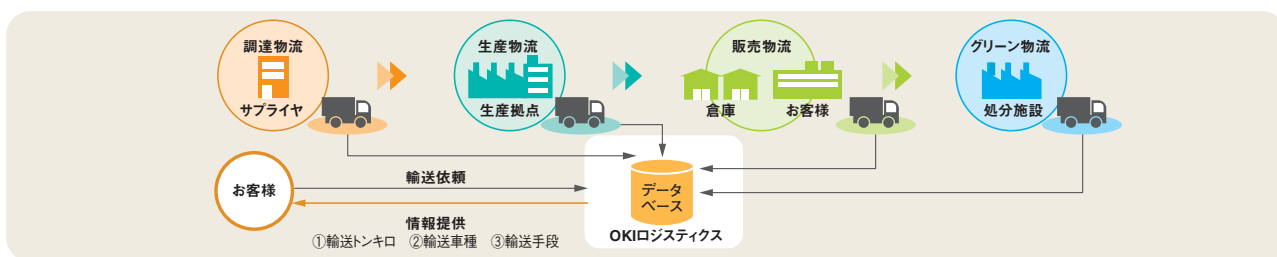 調達物流
サプライヤ
生産物流
生産拠点
販売物流
倉庫 お客様
グリーン物流
処分施設
お客様
輸送依頼
情報提供
①輸送トンキロ ②輸送車種 ③輸送手段
データ
ベース
OKIロジスティクス